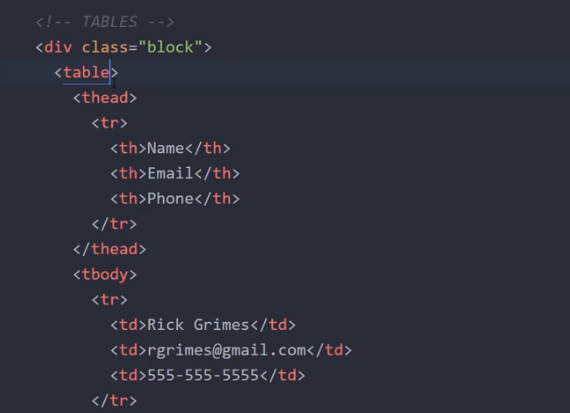 <!-- TABLES -->
<div class="block">
<table>
<thead>
<tr>
<th>Name</th>
<th>Email</th>
<th>Phone</th>
</tr>
</thead>
<tbody>
<tr>
<td>Rick Grimes</td>
<td>rgrimes@gmail.com</td>
<td>555-555-5555</td>
</tr>